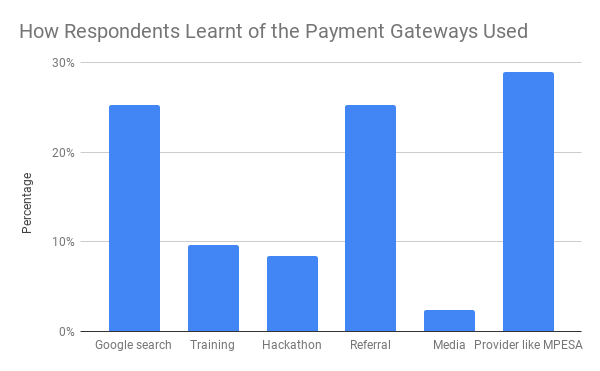 How Respondents Learnt of the Payment Gateways Used
30%
20%
10%
0%
Percentage
Google search
Training
Hackathon
Referral
Media
Provider like MPESA